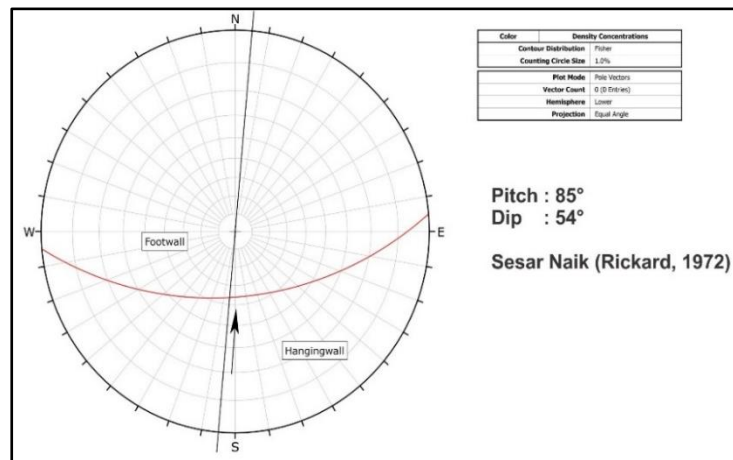 N
W
E
S
Footwall
Hangingwall
Color Density Concentrations
Contour Distribution Fisher
Counting Circle Size 1.0%
Plot Mode Pole Vectors
Vector Count 0 (0 Entries)
Hemisphere Lower
Projection Equal Angle
Pitch : 85°
Dip : 54°
Sesar Naik (Rickard, 1972)